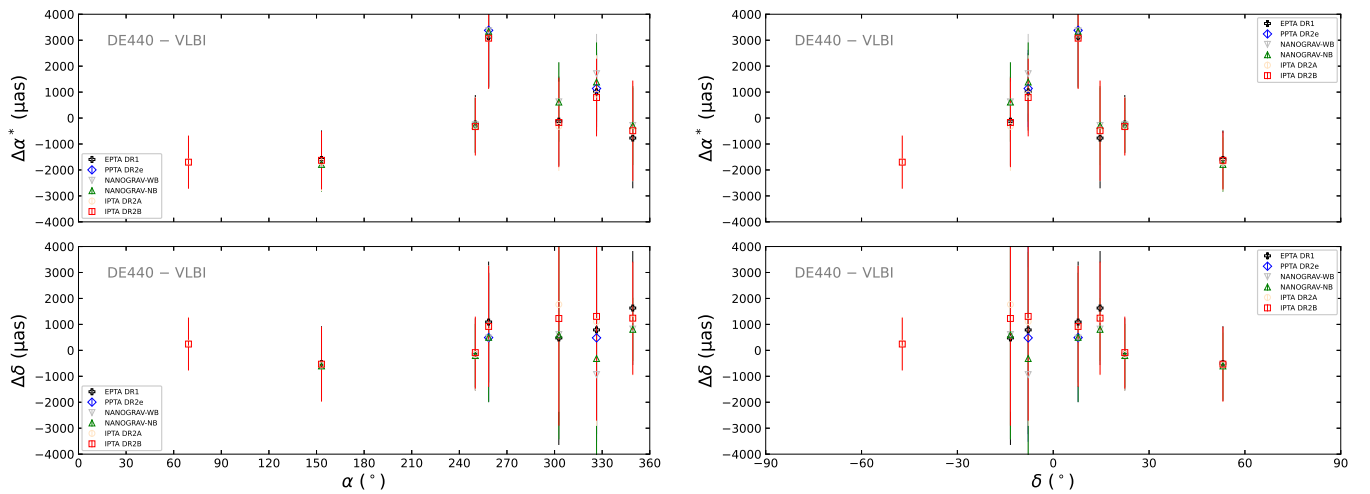 4000
3000
2000
1000
0
−1000
−2000
−3000
−4000
Δα* (μas)
DE440 − VLBI
EPTA DR1
PPTA DR2e
NANOGRAV-WB
NANOGRAV-NB
IPTA DR2A
IPTA DR2B
4000
3000
2000
1000
0
−1000
−2000
−3000
−4000
Δα* (μas)
DE440 − VLBI
EPTA DR1
PPTA DR2e
NANOGRAV-WB
NANOGRAV-NB
IPTA DR2A
IPTA DR2B
4000
3000
2000
1000
0
−1000
−2000
−3000
−4000
Δδ (μas)
DE440 − VLBI
EPTA DR1
PPTA DR2e
NANOGRAV-WB
NANOGRAV-NB
IPTA DR2A
IPTA DR2B
0 30 60 90 120 150 180 210 240 270 300 330 360
α (°)
4000
3000
2000
1000
0
−1000
−2000
−3000
−4000
Δδ (μas)
DE440 − VLBI
EPTA DR1
PPTA DR2e
NANOGRAV-WB
NANOGRAV-NB
IPTA DR2A
IPTA DR2B
−90 −60 −30 0 30 60 90
δ (°)